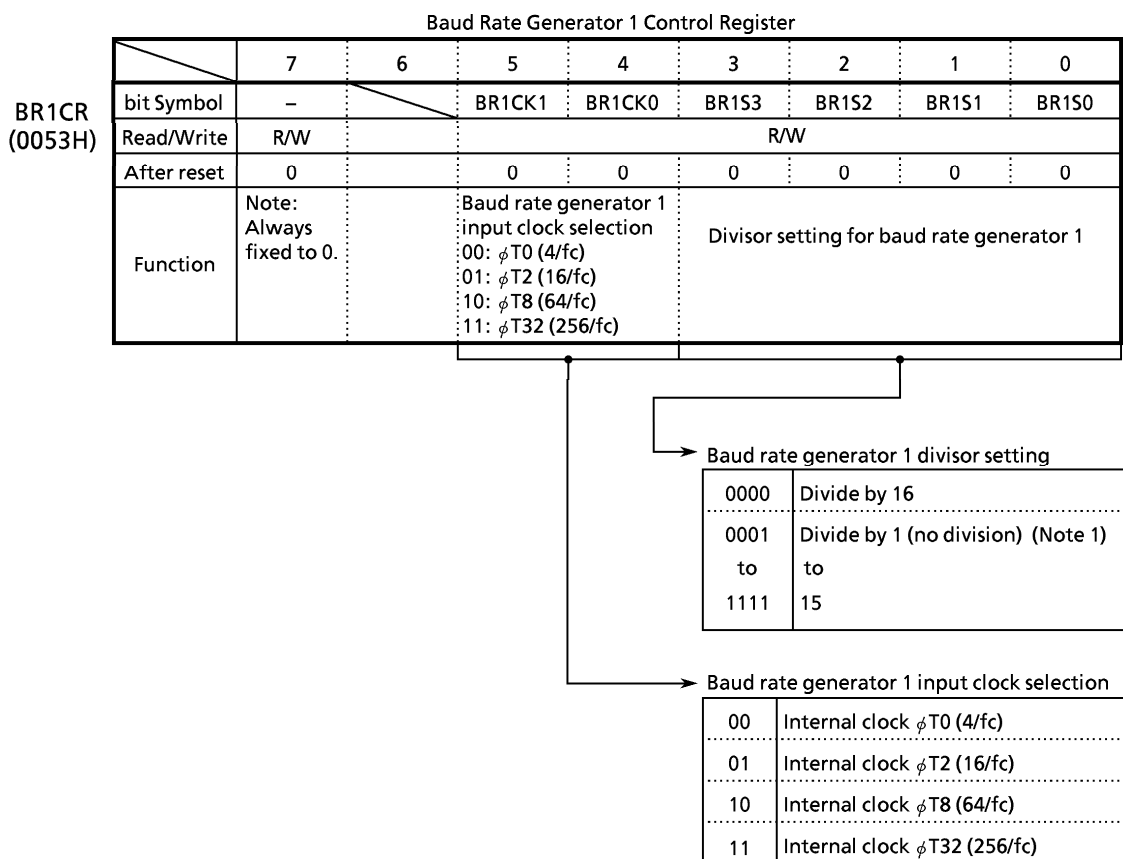 Baud Rate Generator 1 Control Register
7 6 5 4 3 2 1 0
BR1CR
(0053H)
bit Symbol – BR1CK1 BR1CK0 BR1S3 BR1S2 BR1S1 BR1S0
Read/Write R/W R/W
After reset 0 0 0 0 0 0 0
Function
Note:
Always
fixed to 0.
Baud rate generator 1
input clock selection
00: φT0 (4/fc)
01: φT2 (16/fc)
10: φT8 (64/fc)
11: φT32 (256/fc)
Divisor setting for baud rate generator 1
Baud rate generator 1 divisor setting
0000 Divide by 16
0001 Divide by 1 (no division) (Note 1)
to to
1111 15
Baud rate generator 1 input clock selection
00 Internal clock φT0 (4/fc)
01 Internal clock φT2 (16/fc)
10 Internal clock φT8 (64/fc)
11 Internal clock φT32 (256/fc)